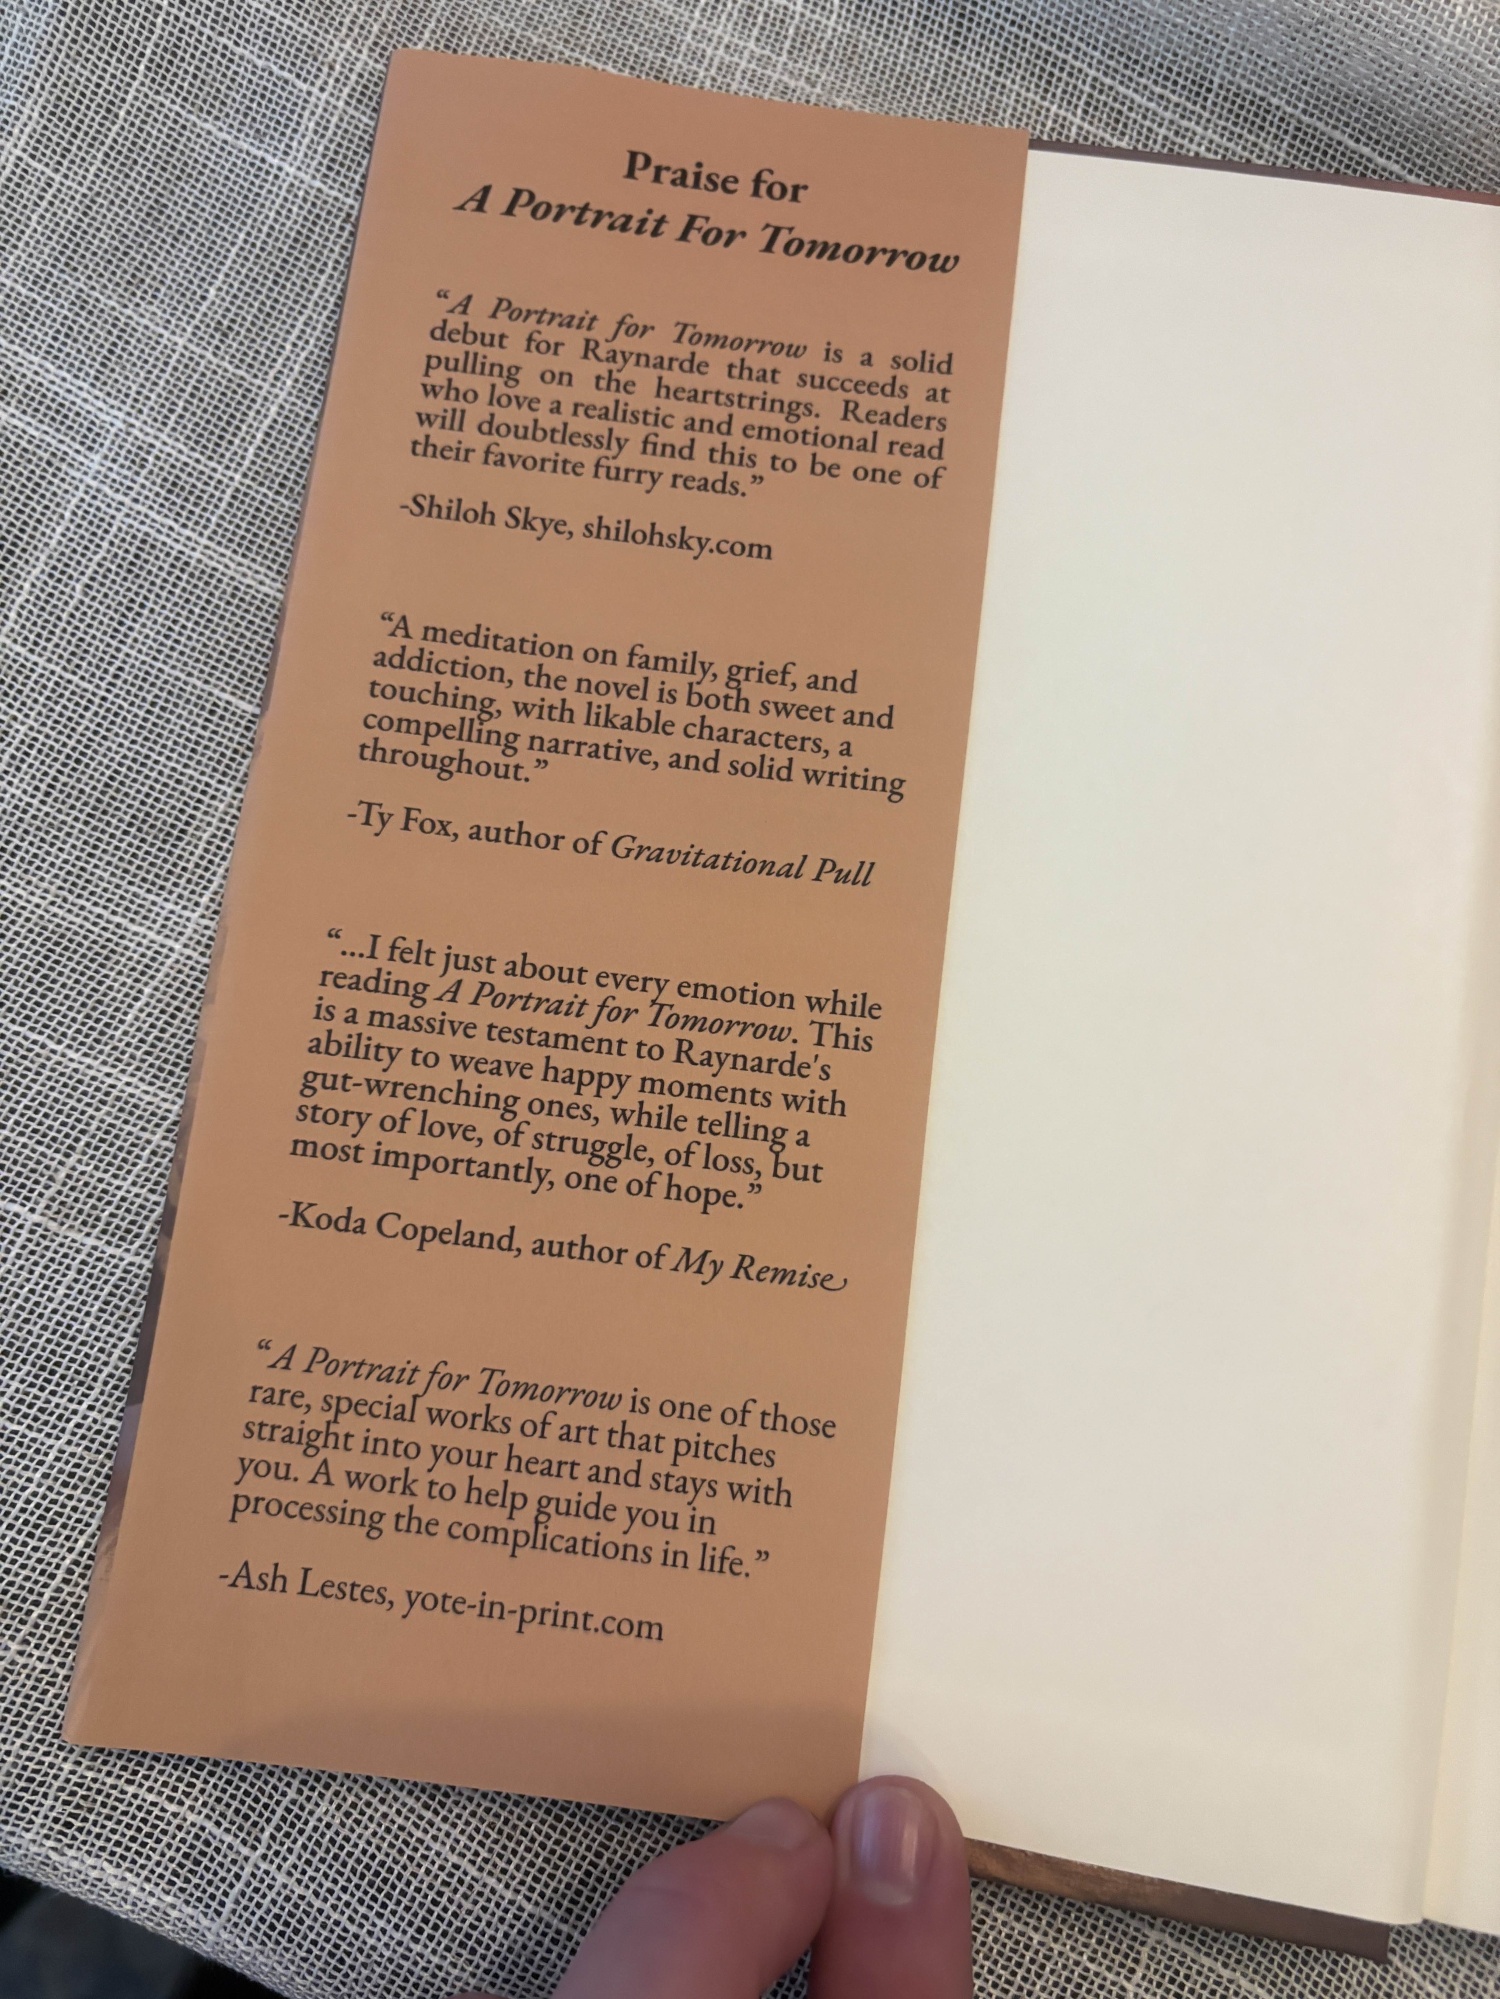 Praise for
A Portrait For Tomorrow
“A Portrait for Tomorrow is a solid
debut for Raynarde that succeeds at
pulling on the heartstrings. Readers
who love a realistic and emotional read
will doubtlessly find this to be one of
their favorite furry reads.”
-Shiloh Skye, shilohsky.com
“A meditation on family, grief, and
addiction, the novel is both sweet and
touching, with likable characters, a
compelling narrative, and solid writing
throughout.”
-Ty Fox, author of Gravitational Pull
“...I felt just about every emotion while
reading A Portrait for Tomorrow. This
is a massive testament to Raynarde's
ability to weave happy moments with
gut-wrenching ones, while telling a
story of love, of struggle, of loss, but
most importantly, one of hope.”
-Koda Copeland, author of My Remise
“A Portrait for Tomorrow is one of those
rare, special works of art that pitches
straight into your heart and stays with
you. A work to help guide you in
processing the complications in life.”
-Ash Lestes, yote-in-print.com